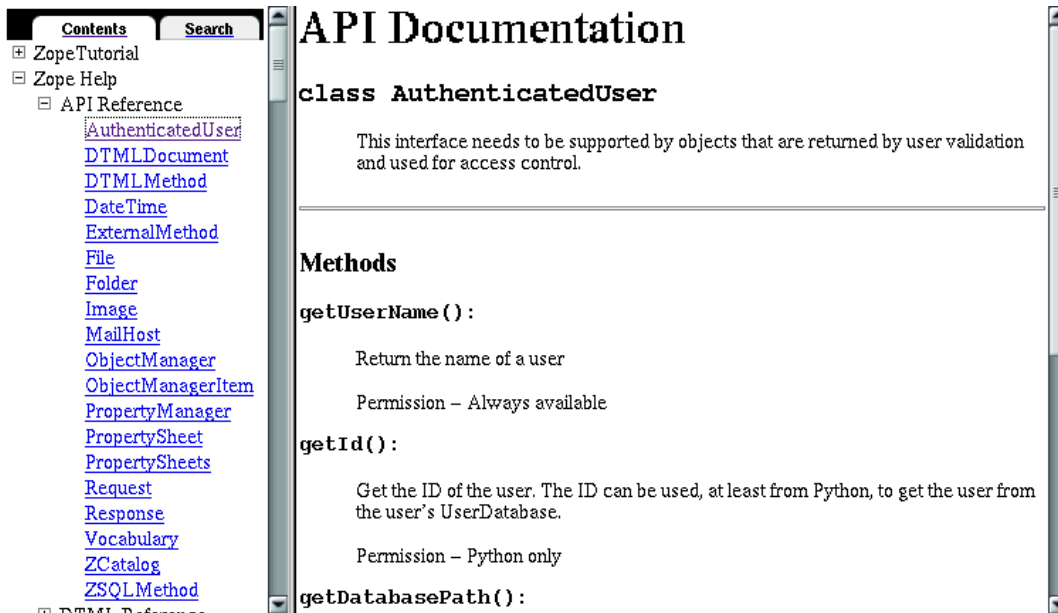 Contents Search
ZopeTutorial
Zope Help
API Reference
AuthenticatedUser
DTMLDocument
DTMLMethod
DateTime
ExternalMethod
File
Folder
Image
MailHost
ObjectManager
ObjectManagerItem
PropertyManager
PropertySheet
PropertySheets
Request
Response
Vocabulary
ZCatalog
ZSQLMethod
DTML Reference
API Documentation
class AuthenticatedUser
This interface needs to be supported by objects that are returned by user validation
and used for access control.
Methods
getUserName():
Return the name of a user
Permission – Always available
getId():
Get the ID of the user. The ID can be used, at least from Python, to get the user from
the user's UserDatabase.
Permission – Python only
getDatabasePath():